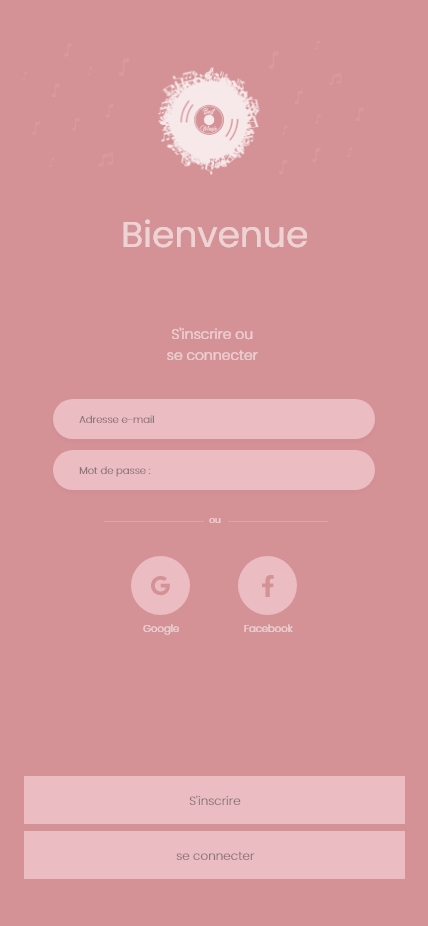 Bienvenue
S'inscrire ou
se connecter
Adresse e-mail
Mot de passe :
ou
Google
Facebook
S'inscrire
se connecter